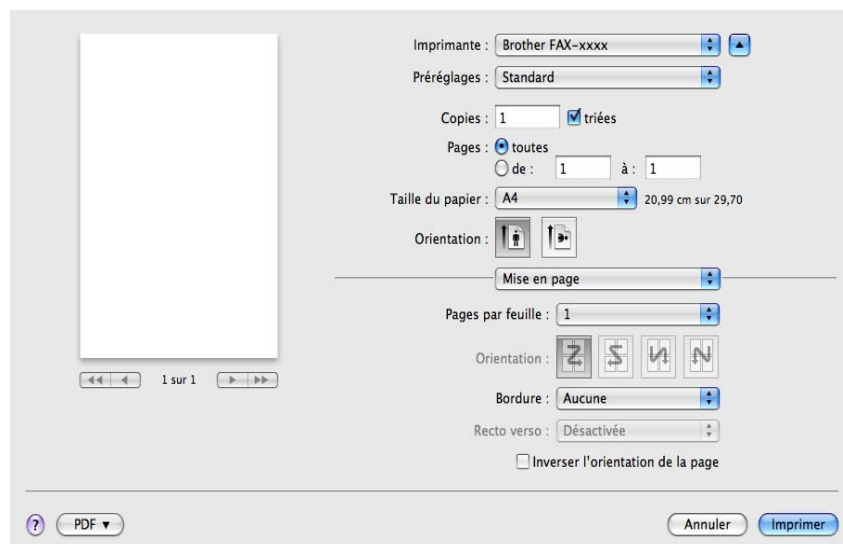 Imprimante : Brother FAX-xxxx
Préréglages : Standard
Copies : 1 triées
Pages : toutes
de : 1 à : 1
Taille du papier : A4 20,99 cm sur 29,70
Orientation :
Mise en page
Pages par feuille : 1
Orientation :
Bordure : Aucune
Recto verso : Désactivée
Inverser l'orientation de la page
1 sur 1
? PDF ▼ Annuler Imprimer